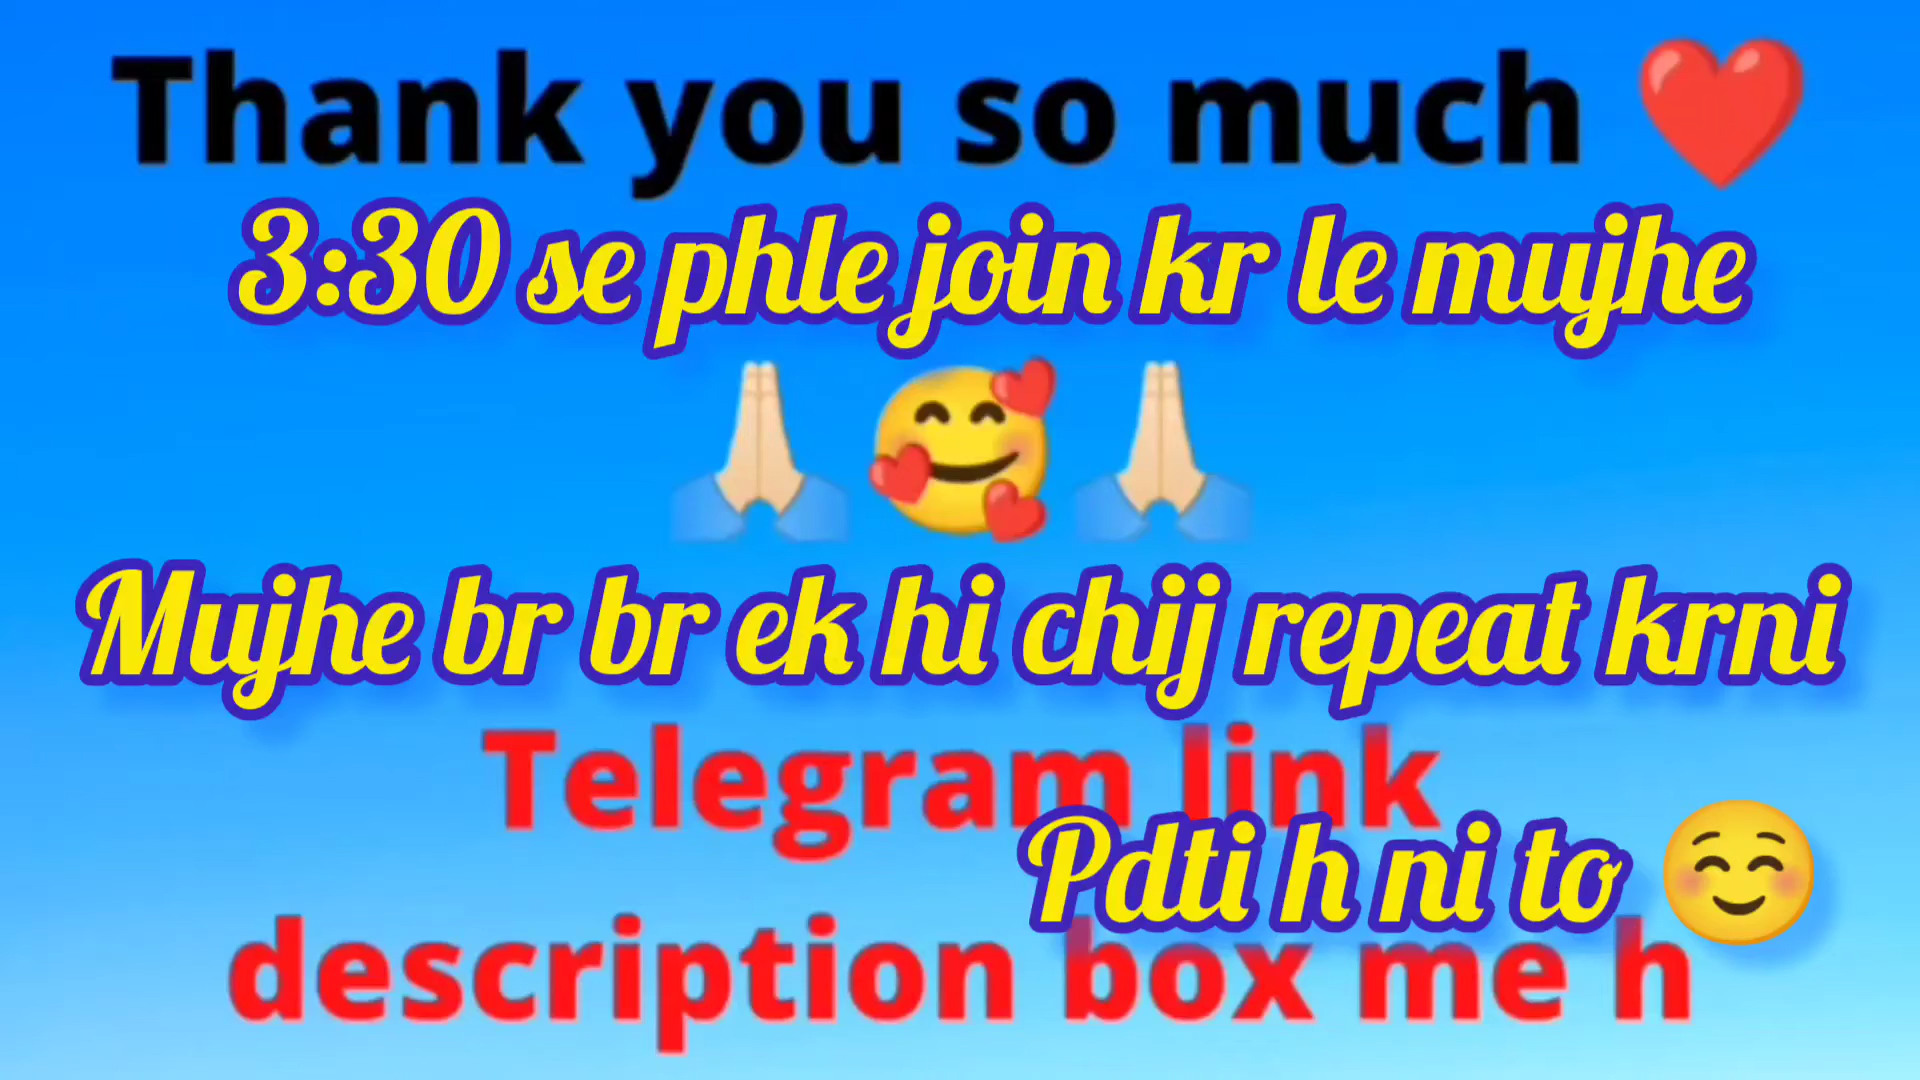 Thank you so much ❤️
3:30 se phle join kr le mujhe
🙏🏻🥰🙏🏻
Mujhe br br ek hi chij repeat krni
Telegram link
Pdti h ni to ☺️
description box me h